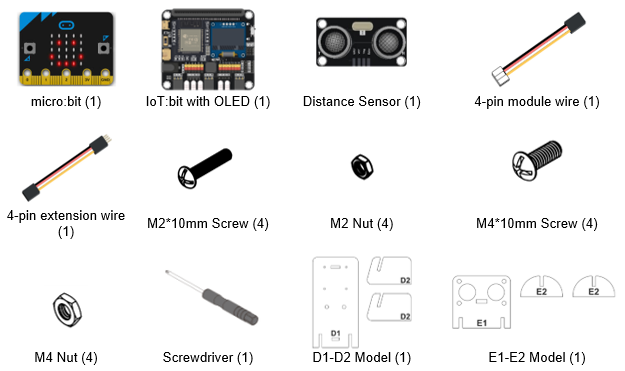 micro:bit (1)
IoT:bit with OLED (1)
Distance Sensor (1)
4-pin module wire (1)
4-pin extension wire
(1)
M2*10mm Screw (4)
M2 Nut (4)
M4*10mm Screw (4)
D1
D2
D2
E1
E2
E2
M4 Nut (4)
Screwdriver (1)
D1-D2 Model (1)
E1-E2 Model (1)